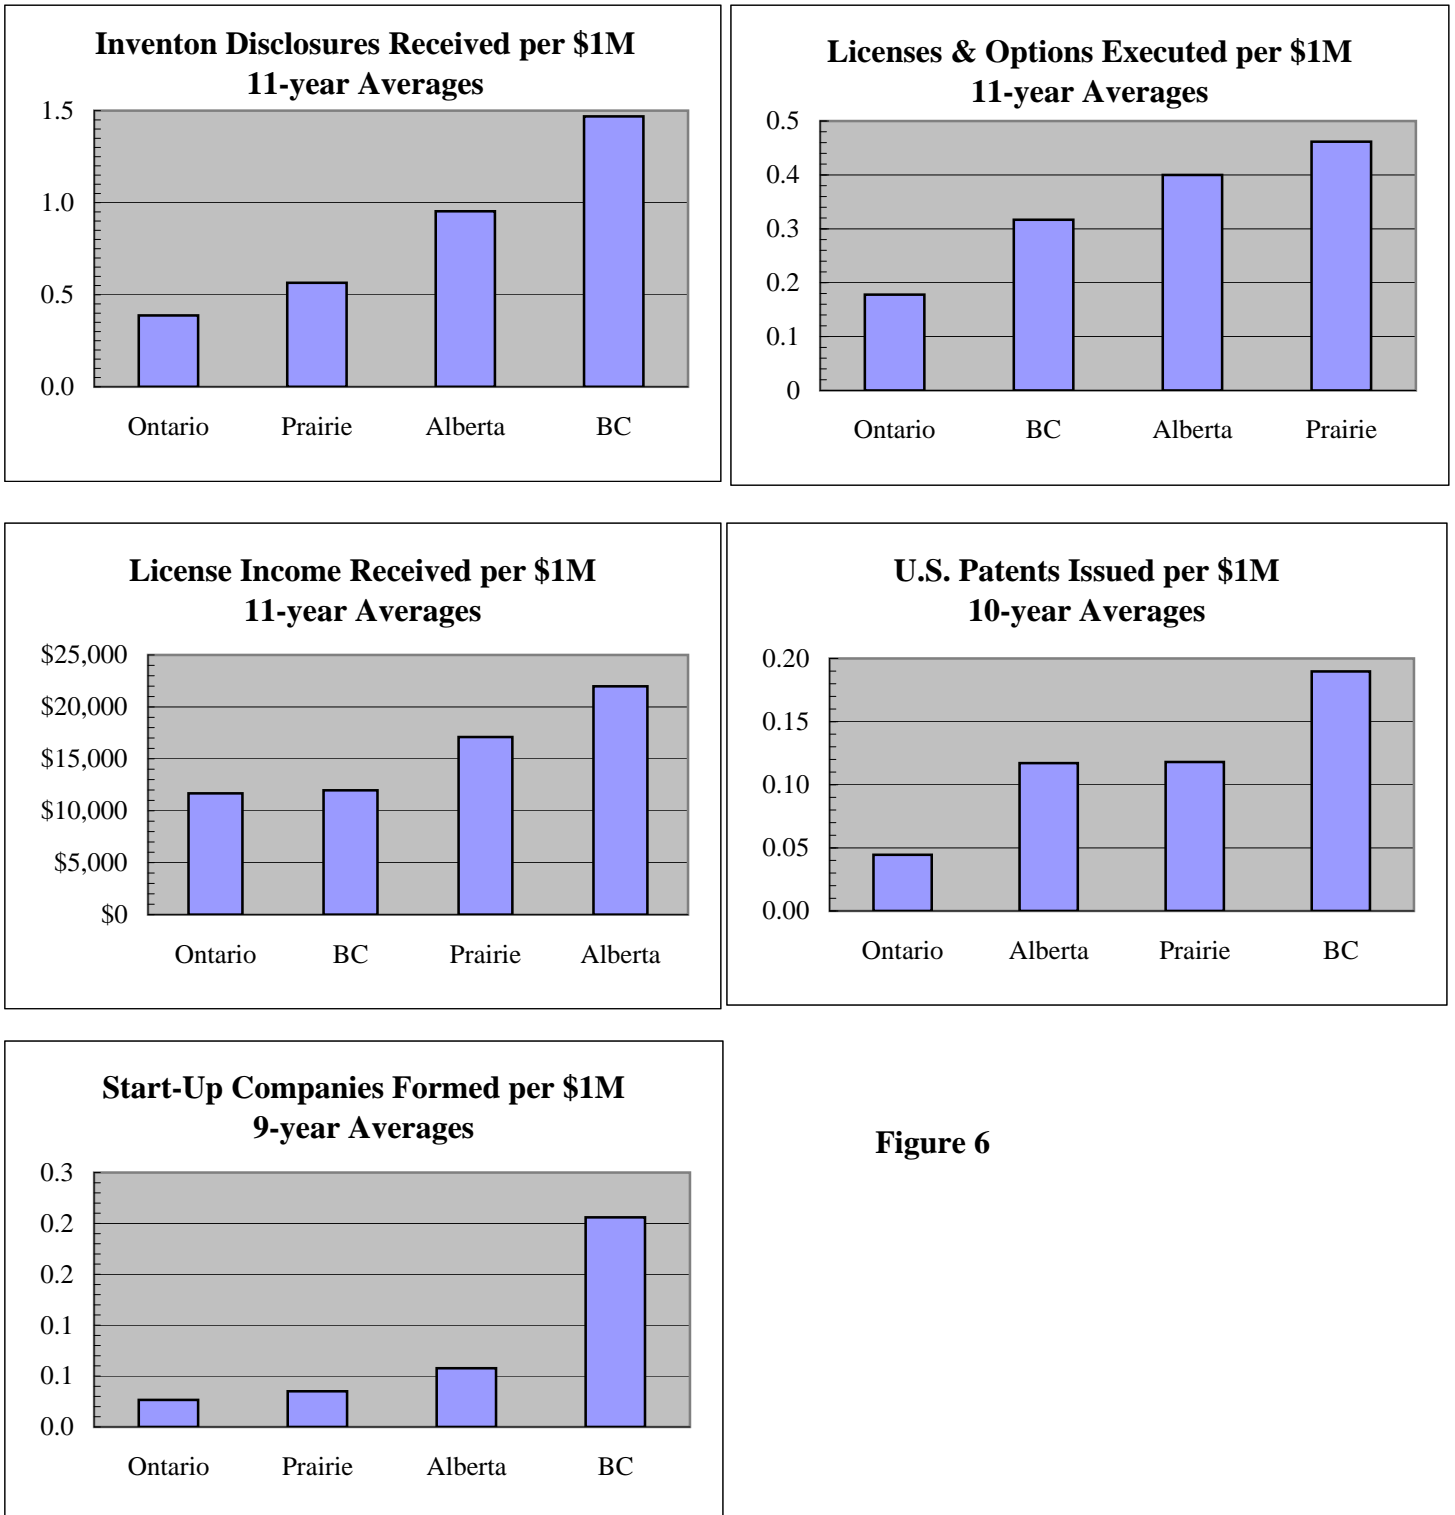 Inventon Disclosures Received per $1M
11-year Averages
1.5
1.0
0.5
0.0
Ontario Prairie Alberta BC
Licenses & Options Executed per $1M
11-year Averages
0.5
0.4
0.3
0.2
0.1
0
Ontario BC Alberta Prairie
License Income Received per $1M
11-year Averages
$25,000
$20,000
$15,000
$10,000
$5,000
$0
Ontario BC Prairie Alberta
U.S. Patents Issued per $1M
10-year Averages
0.20
0.15
0.10
0.05
0.00
Ontario Alberta Prairie BC
Start-Up Companies Formed per $1M
9-year Averages
0.3
0.2
0.2
0.1
0.1
0.0
Ontario Prairie Alberta BC
Figure 6